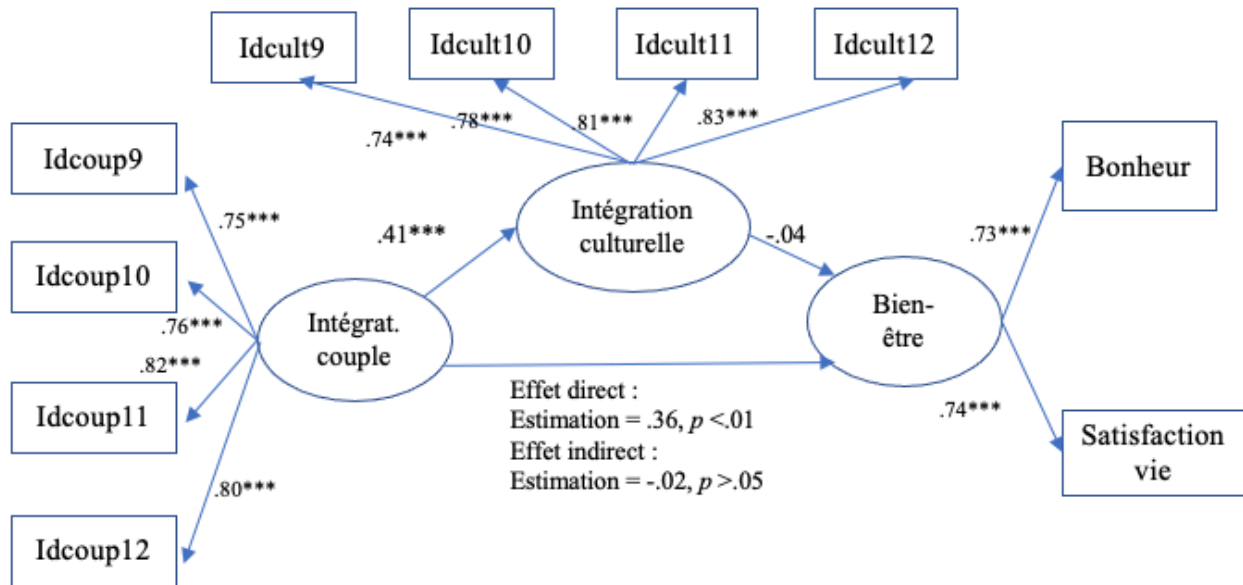 Idcult9
Idcult10
Idcult11
Idcult12
.74***
.78***
.81***
.83***
Idcoup9
Idcoup10
Idcoup11
Idcoup12
.75***
.76***
.82***
.80***
Intégrat.
couple
.41***
Intégration
culturelle
-.04
Bien-
être
Effet direct :
Estimation = .36, p <.01
Effet indirect :
Estimation = -.02, p >.05
.73***
.74***
Bonheur
Satisfaction
vie